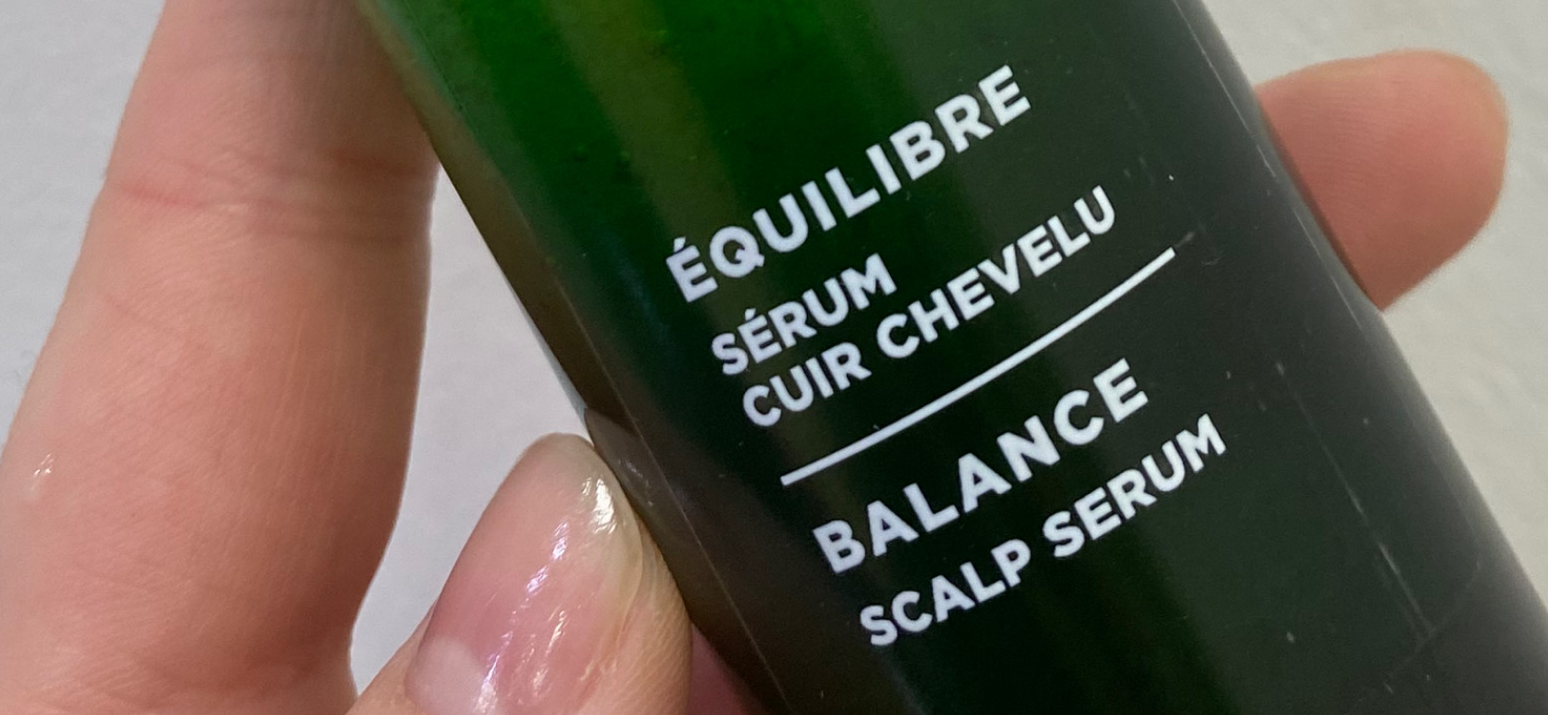 ÉQUILIBRE
SÉRUM
CUIR CHEVELU
BALANCE
SCALP SERUM